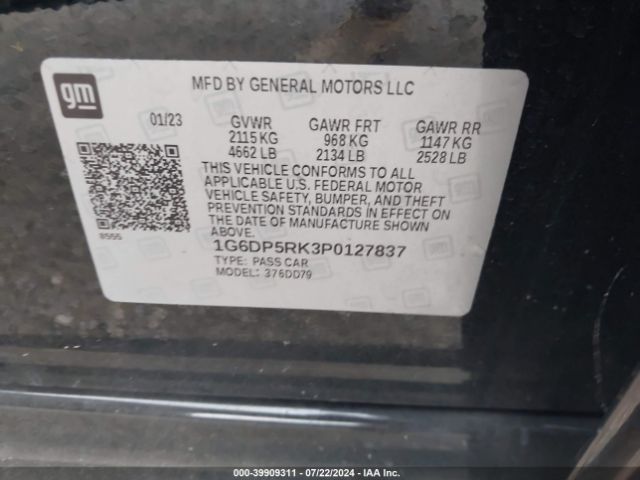 gm
MFD BY GENERAL MOTORS LLC
01/23 GVWR GAWR FRT GAWR RR
2115 KG 968 KG 1147 KG
4662 LB 2134 LB 2528 LB
THIS VEHICLE CONFORMS TO ALL
APPLICABLE U.S. FEDERAL MOTOR
VEHICLE SAFETY, BUMPER, AND THEFT
PREVENTION STANDARDS IN EFFECT ON
THE DATE OF MANUFACTURE SHOWN
ABOVE.
8555
1G6DP5RK3P0127837
TYPE: PASS CAR
MODEL: 376DD79
000-39909311 - 07/22/2024 - IAA Inc.